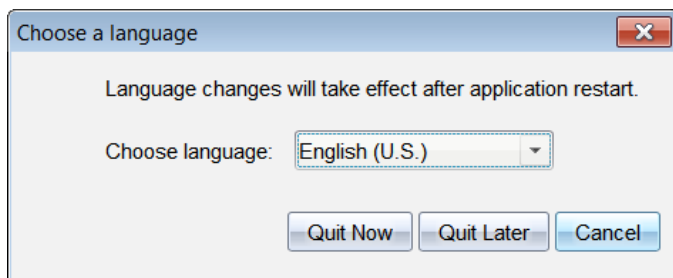 Choose a language
Language changes will take effect after application restart.
Choose language: English (U.S.)
Quit Now Quit Later Cancel